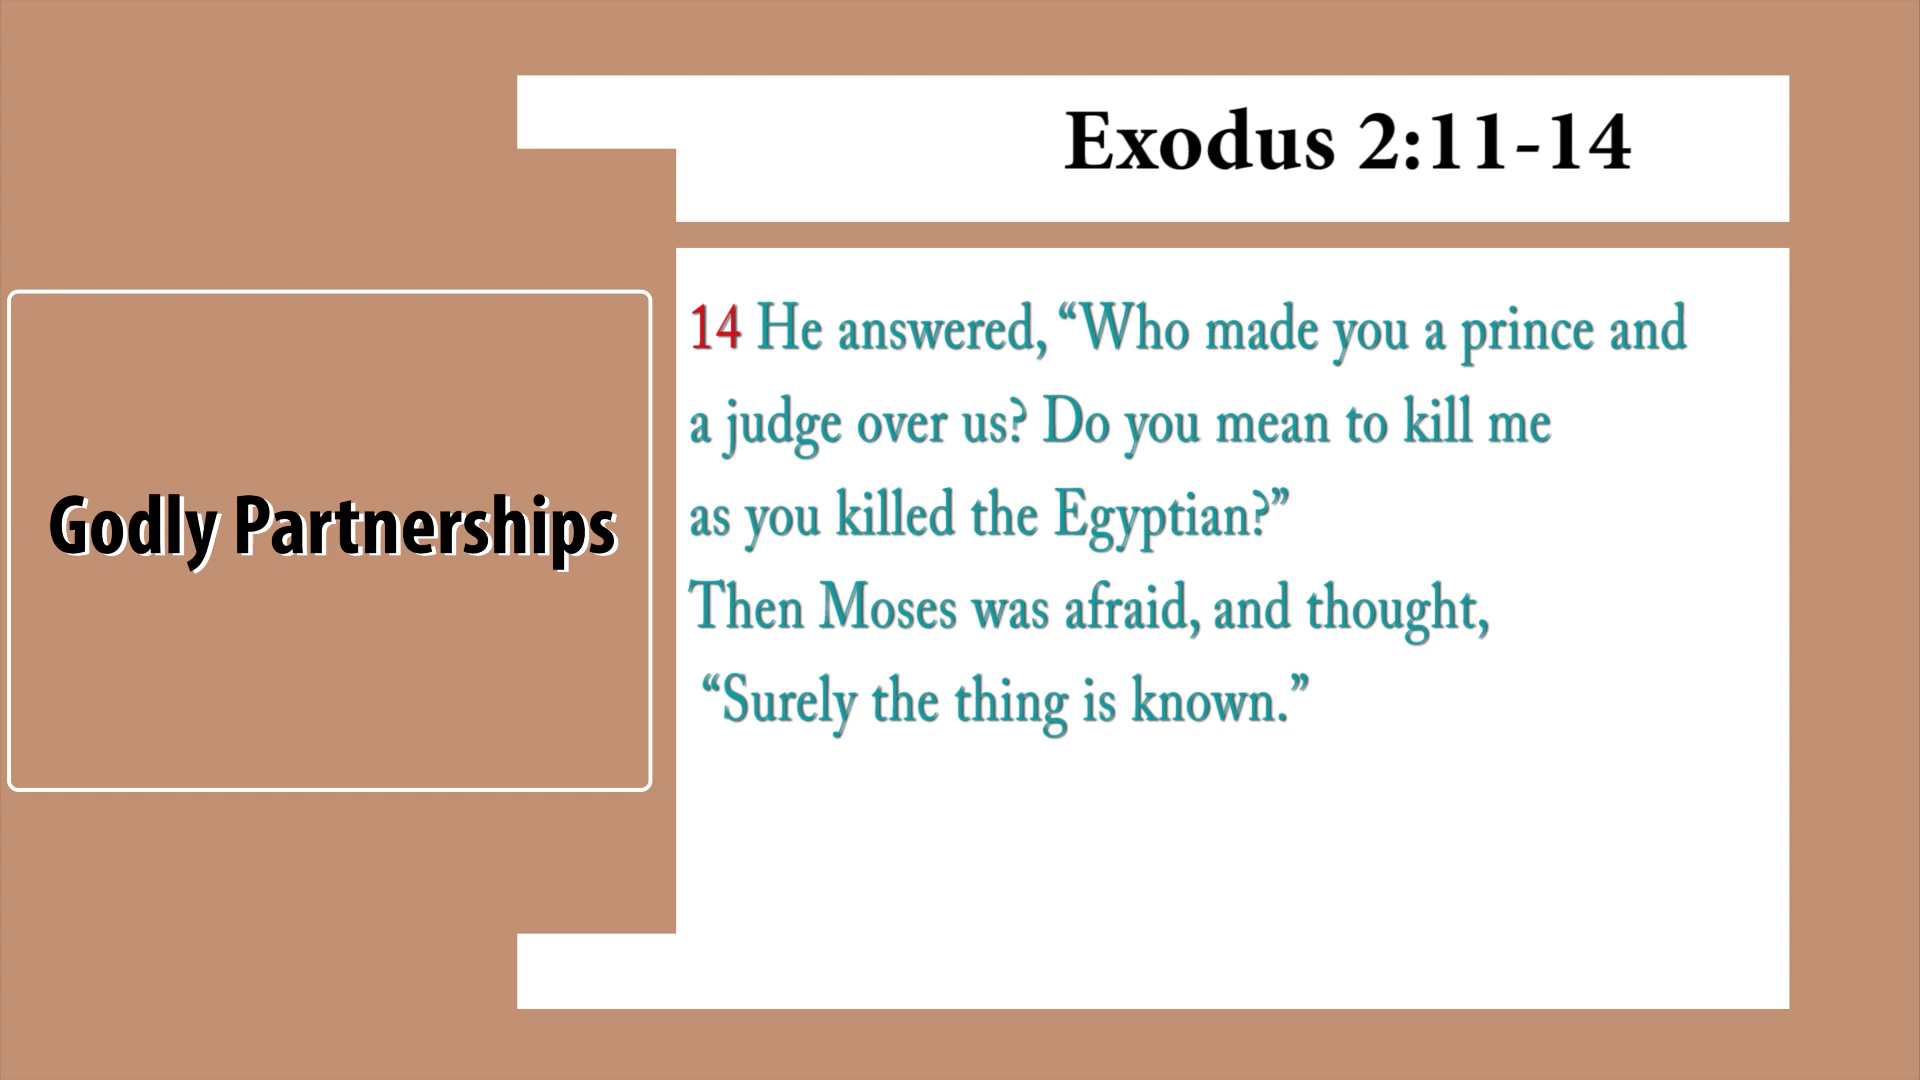 Exodus 2:11-14
Godly Partnerships
14 He answered, “Who made you a prince and
a judge over us? Do you mean to kill me
as you killed the Egyptian?”
Then Moses was afraid, and thought,
“Surely the thing is known.”